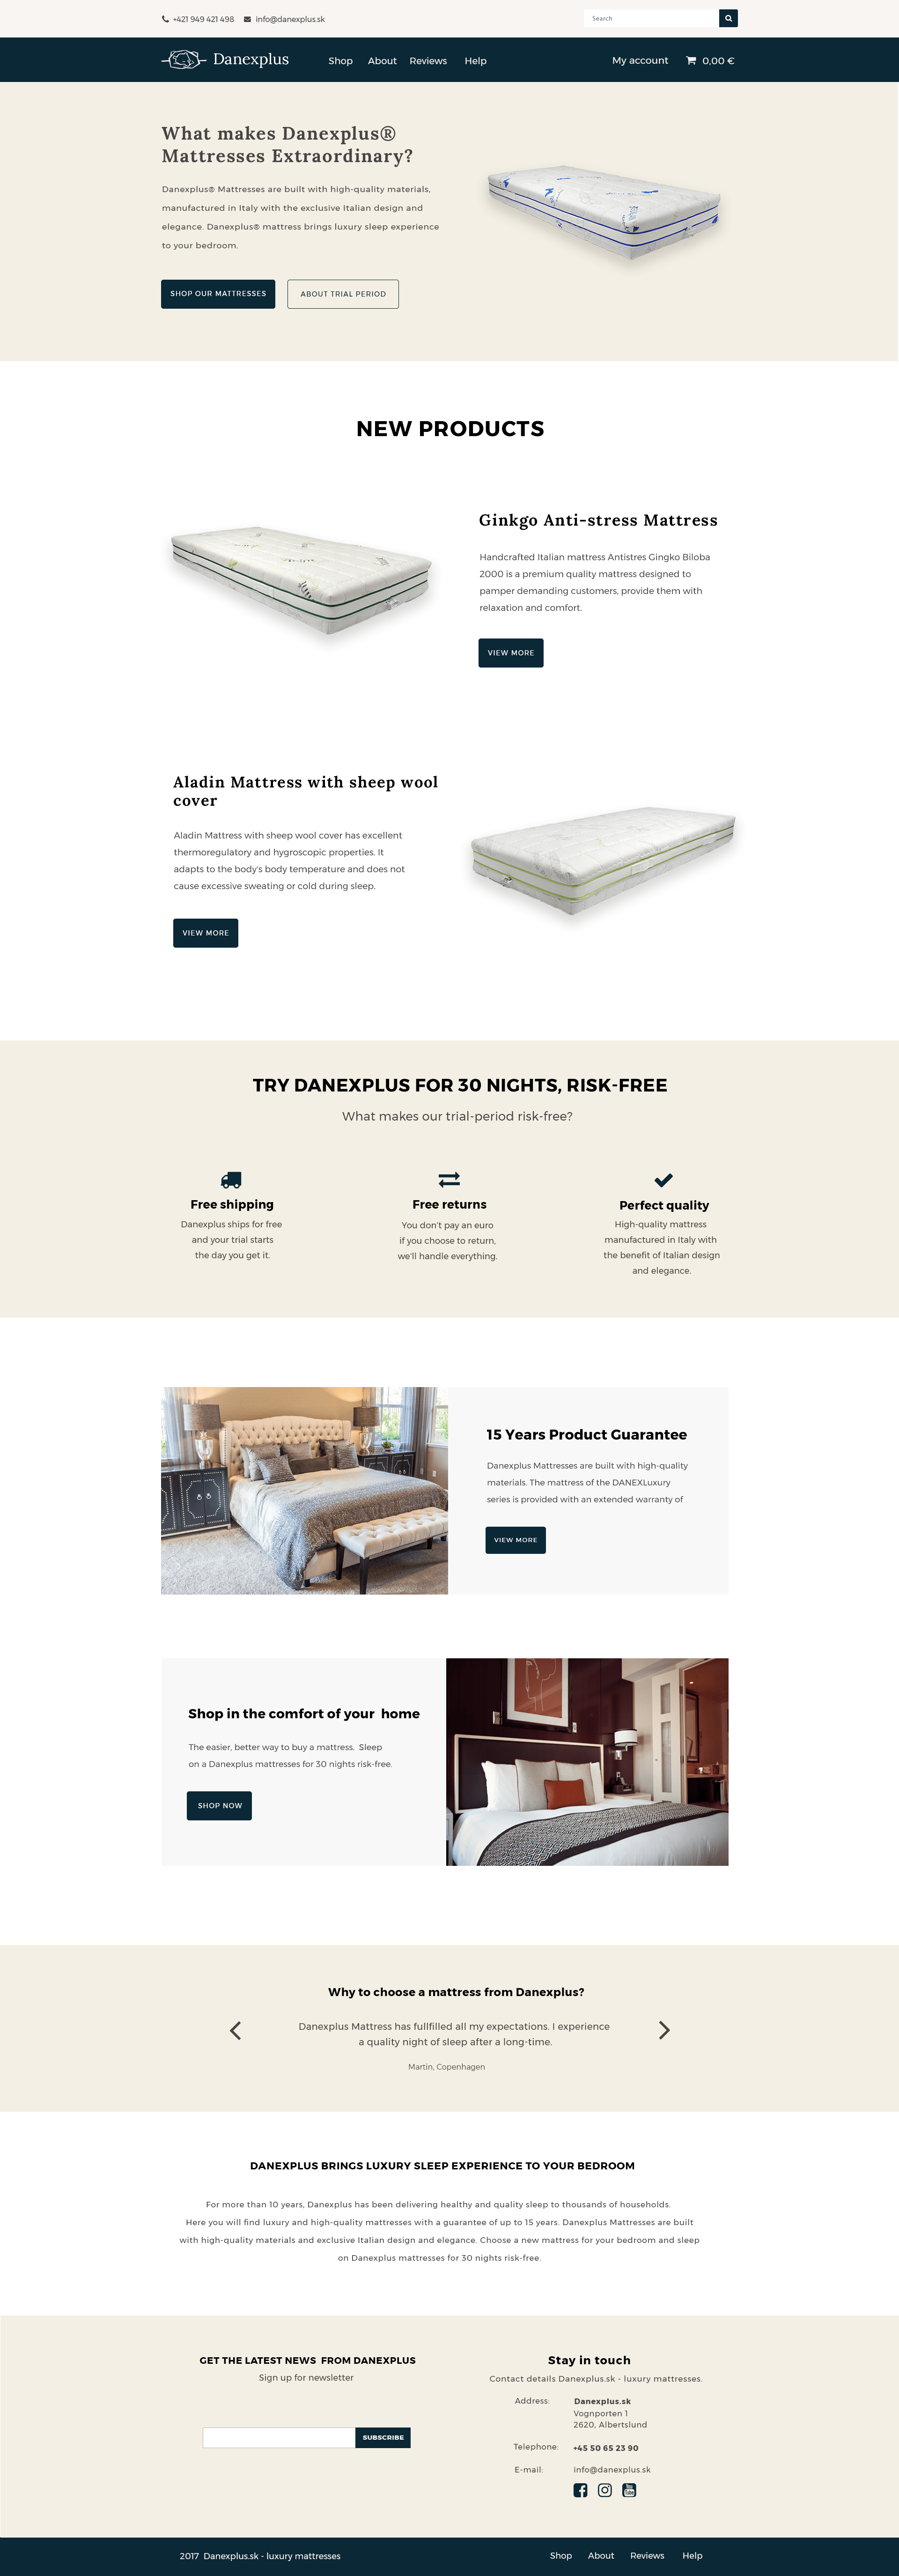 +421 949 421 498 info@danexplus.sk Search
Danexplus Shop About Reviews Help My account 0,00 €
What makes Danexplus®
Mattresses Extraordinary?
Danexplus® Mattresses are built with high-quality materials,
manufactured in Italy with the exclusive Italian design and
elegance. Danexplus® mattress brings luxury sleep experience
to your bedroom.
SHOP OUR MATTRESSES ABOUT TRIAL PERIOD
NEW PRODUCTS
Ginkgo Anti-stress Mattress
Handcrafted Italian mattress Antistres Gingko Biloba
2000 is a premium quality mattress designed to
pamper demanding customers, provide them with
relaxation and comfort.
VIEW MORE
Aladin Mattress with sheep wool
cover
Aladin Mattress with sheep wool cover has excellent
thermoregulatory and hygroscopic properties. It
adapts to the body's body temperature and does not
cause excessive sweating or cold during sleep.
VIEW MORE
TRY DANEXPLUS FOR 30 NIGHTS, RISK-FREE
What makes our trial-period risk-free?
Free shipping
Danexplus ships for free
and your trial starts
the day you get it.
Free returns
You don't pay an euro
if you choose to return,
we'll handle everything.
Perfect quality
High-quality mattress
manufactured in Italy with
the benefit of Italian design
and elegance.
15 Years Product Guarantee
Danexplus Mattresses are built with high-quality
materials. The mattress of the DANEXLuxury
series is provided with an extended warranty of
VIEW MORE
Shop in the comfort of your home
The easier, better way to buy a mattress. Sleep
on a Danexplus mattresses for 30 nights risk-free.
SHOP NOW
Why to choose a mattress from Danexplus?
Danexplus Mattress has fullfilled all my expectations. I experience
a quality night of sleep after a long-time.
Martin, Copenhagen
DANEXPLUS BRINGS LUXURY SLEEP EXPERIENCE TO YOUR BEDROOM
For more than 10 years, Danexplus has been delivering healthy and quality sleep to thousands of households.
Here you will find luxury and high-quality mattresses with a guarantee of up to 15 years. Danexplus Mattresses are built
with high-quality materials and exclusive Italian design and elegance. Choose a new mattress for your bedroom and sleep
on Danexplus mattresses for 30 nights risk-free.
GET THE LATEST NEWS FROM DANEXPLUS
Sign up for newsletter
SUBSCRIBE
Stay in touch
Contact details Danexplus.sk - luxury mattresses.
Address: Danexplus.sk
Vognporten 1
2620, Albertslund
Telephone: +45 50 65 23 90
E-mail: info@danexplus.sk
You Tube
2017 Danexplus.sk - luxury mattresses Shop About Reviews Help